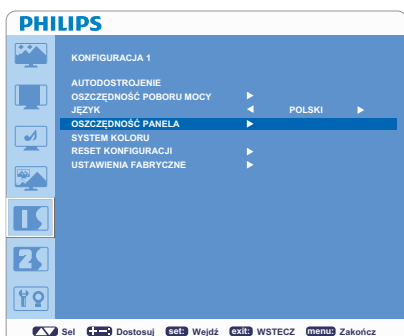 PHILIPS
KONFIGURACJA 1
AUTODOSTROJENIE
OSZCZĘDNOŚĆ POBORU MOCY
JĘZYK POLSKI
OSZCZĘDNOŚĆ PANELA
SYSTEM KOLORU
RESET KONFIGURACJI
USTAWIENIA FABRYCZNE
Sel Dostosuj set: Wejdź exit: WSTECZ menu: Zakończ